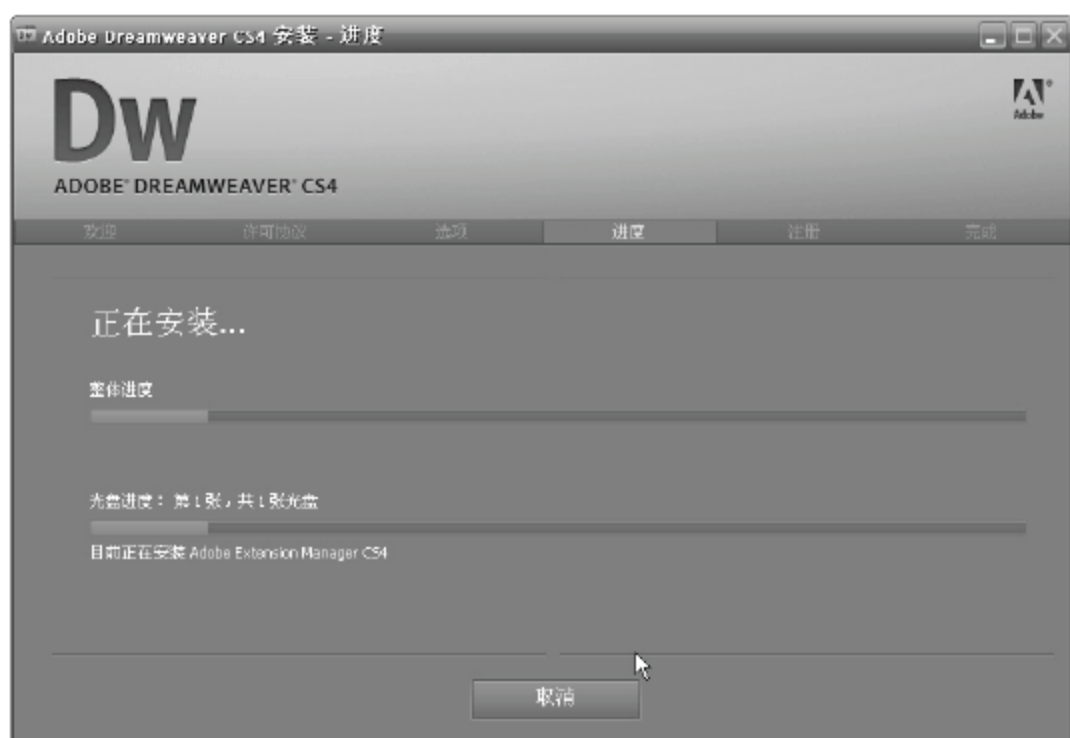 Adobe Dreamweaver CS4 安装 - 进度
Dw
Adobe
ADOBE® DREAMWEAVER® CS4
欢迎 许可协议 选项 进度 注册 完成
正在安装...
整体进度
光盘进度： 第 1 张，共 1 张光盘
目前正在安装 Adobe Extension Manager CS4
取消